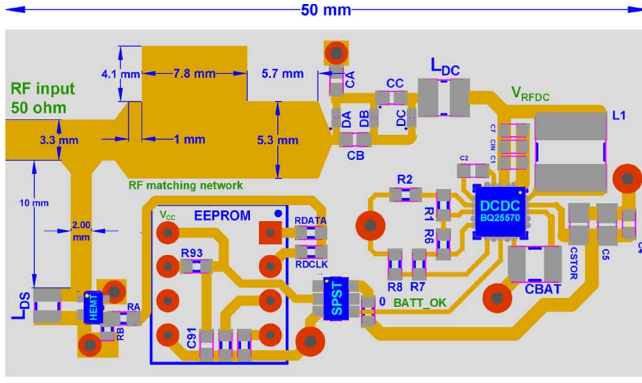 50 mm
4.1 mm
7.8 mm
5.7 mm
CA
LDC
CC
VRFDC
RF input
50 ohm
DA
DB
DC
L1
3.3 mm
1 mm
5.3 mm
CB
C7
CIN
C1
C2
RF matching network
10 mm
R2
2.00
mm
EEPROM
VCC
RDATA
R1
DCDC
BQ25570
R93
RDCLK
R6
CSTOR
C5
C4
LDS
HEMT
RA
RB
R8
R7
CBAT
SPST
0
BATT_OK
C91